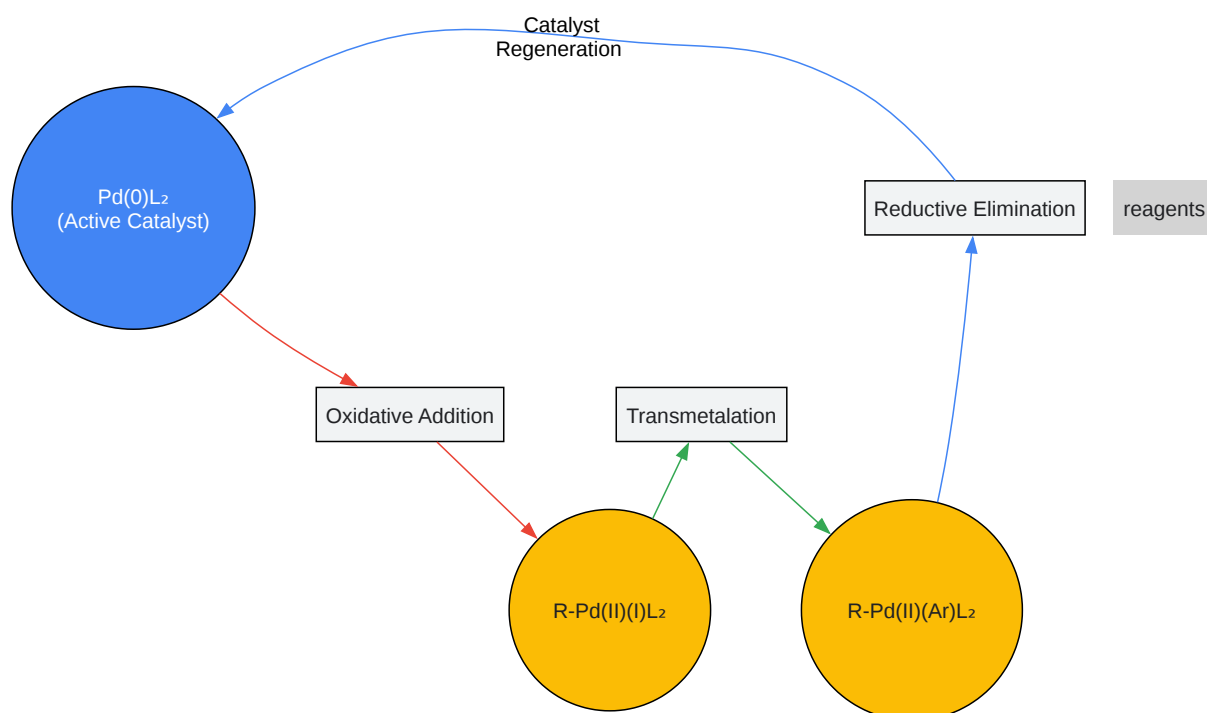 Catalyst
Regeneration
Pd(0)L₂
(Active Catalyst)
Reductive Elimination
reagents
Oxidative Addition
Transmetalation
R-Pd(II)(I)L₂
R-Pd(II)(Ar)L₂